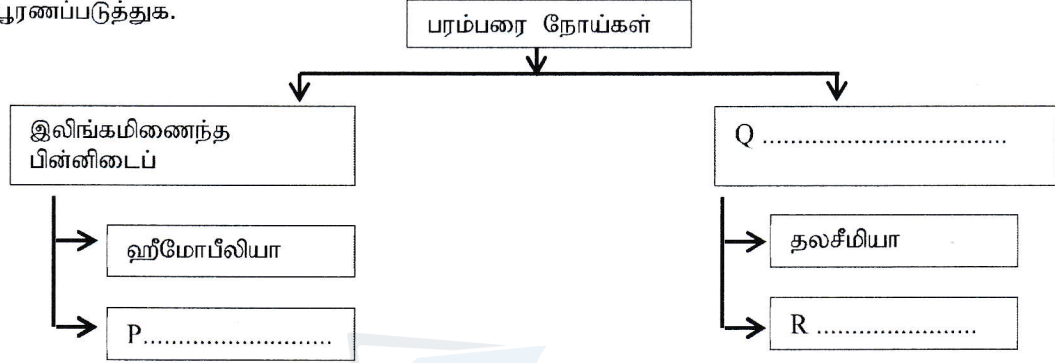 பூரணப்படுத்துக.
பரம்பரை நோய்கள்
இலிங்கமிணைந்த
பின்னிடைப்
ஹீமோபீலியா
P...........................
Q ...................................
தலசீமியா
R .......................